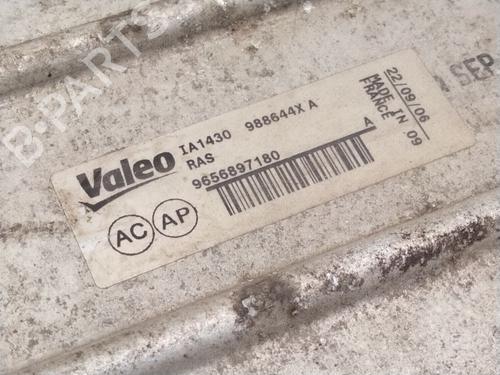 B-PARTS
Valeo
IA1430 988644X A
RAS
9656897180 A
AC AP
22/09/06
MADE IN
FRANCE .09
SEP